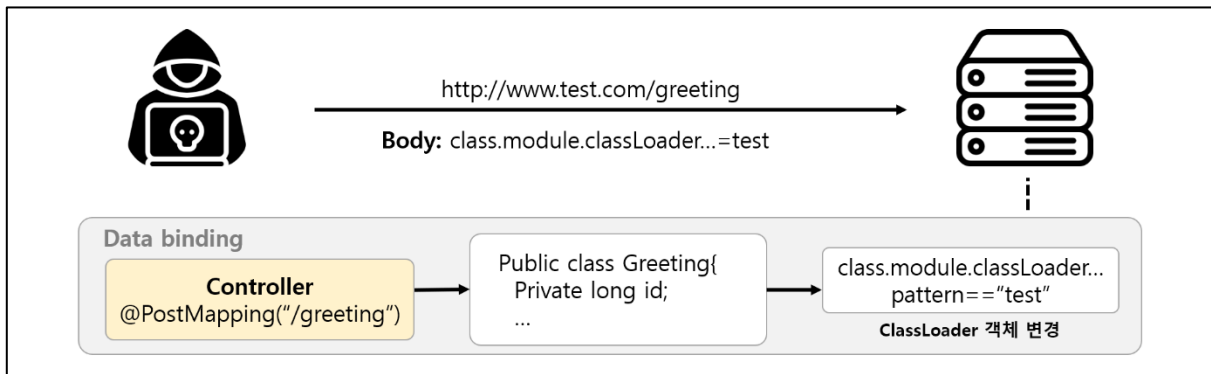 http://www.test.com/greeting
Body: class.module.classLoader...=test
Data binding
Controller
@PostMapping(“/greeting”)
Public class Greeting{
Private long id;
...
class.module.classLoader...
pattern==“test”
ClassLoader 객체 변경